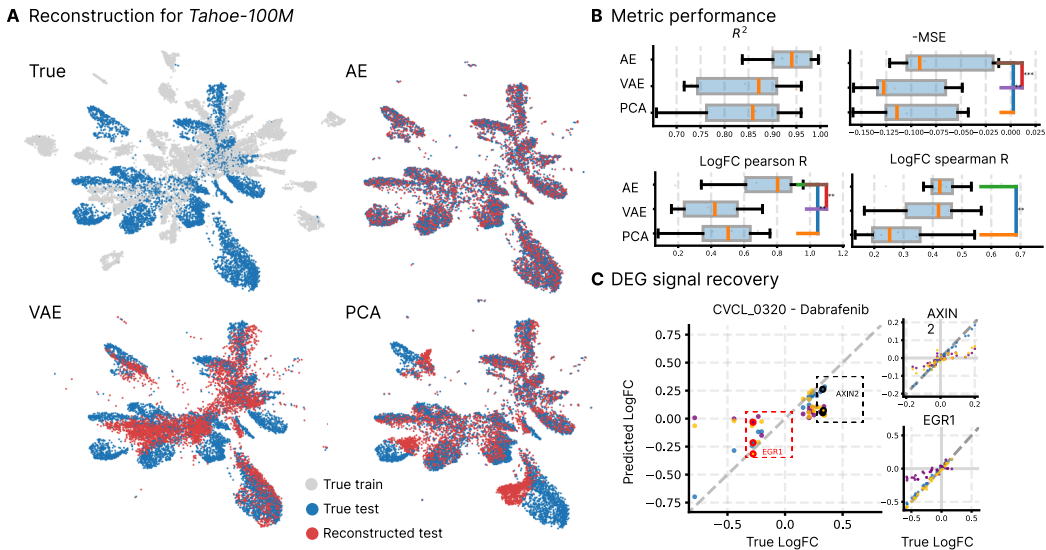 A Reconstruction for Tahoe-100M
True
AE
VAE
PCA
True train
True test
Reconstructed test
B Metric performance
R²
AE
VAE
PCA
0.70 0.75 0.80 0.85 0.90 0.95 1.00
-MSE
−0.150 −0.125 −0.100 −0.075 −0.050 −0.025 0.000 0.025
***
LogFC pearson R
AE
VAE
PCA
0.2 0.4 0.6 0.8 1.0 1.2
**
LogFC spearman R
0.2 0.3 0.4 0.5 0.6 0.7
**
C DEG signal recovery
CVCL_0320 - Dabrafenib
Predicted LogFC
0.75
0.50
0.25
0.00
−0.25
−0.50
−0.75
AXIN2
EGR1
−0.5 0.0 0.5
True LogFC
AXIN
2
0.2
0.1
0.0
−0.1
−0.2
−0.2 0.0 0.2
EGR1
0.5
0.0
−0.5
−0.5 0.0 0.5
True LogFC